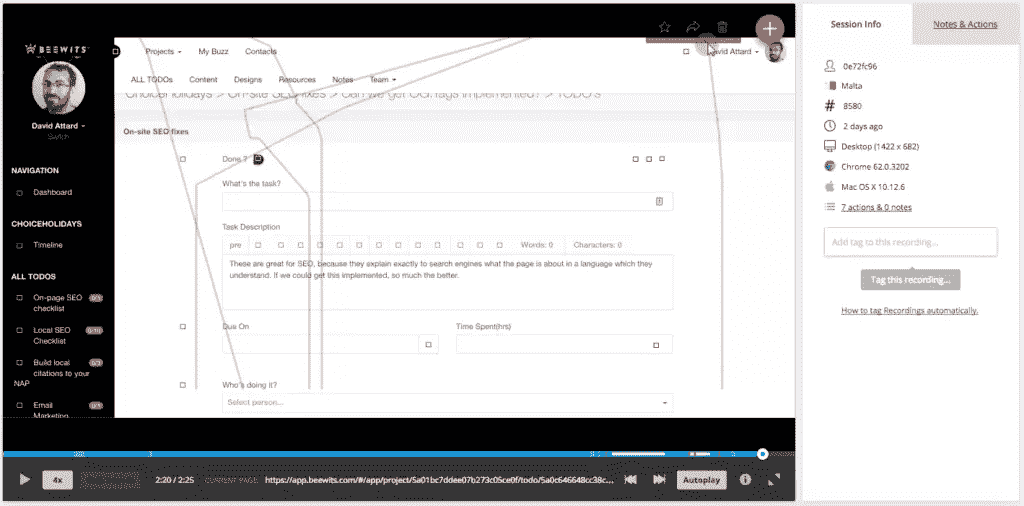 BEEWITS
David Attard
Switch
NAVIGATION
Dashboard
CHOICEHOLIDAYS
Timeline
ALL TODOS
On-page SEO
checklist
Local SEO
Checklist
Build local
citations to your
NAP
Email
Marketing
Projects
My Buzz
Contacts
David Attard
ALL TODOs
Content
Designs
Resources
Notes
Team
ChoiceHolidays > On-site SEO fixes > Can we get OG:Tags implemented? > TODO's
On-site SEO fixes
Done ?
What's the task?
Task Description
pre
Words: 0
Characters: 0
These are great for SEO, because they explain exactly to search engines what the page is about in a language which they
understand. If we could get this implemented, so much the better.
Due On
Time Spent(hrs)
Who's doing it?
Select person...
4x
2:20 / 2:25
CURRENT PAGE
https://app.beewits.com/#/app/project/5a01bc7ddee07b273c05ce0f/todo/5a0c646648cc38c...
Autoplay
Session Info
Notes & Actions
0e72fc96
Malta
# 8580
2 days ago
Desktop (1422 x 682)
Chrome 62.0.3202
Mac OS X 10.12.6
7 actions & 0 notes
Add tag to this recording...
Tag this recording...
How to tag Recordings automatically.